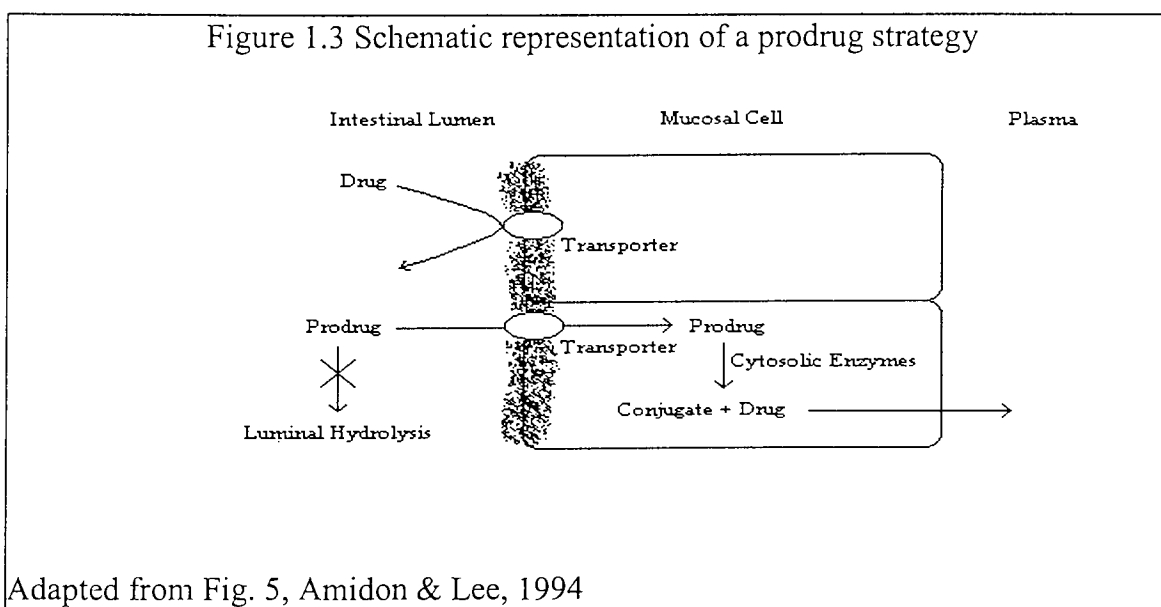 Figure 1.3 Schematic representation of a prodrug strategy
Intestinal Lumen Mucosal Cell Plasma
Drug
Transporter
Prodrug Prodrug
Transporter
Cytosolic Enzymes
Conjugate + Drug
Luminal Hydrolysis
Adapted from Fig. 5, Amidon & Lee, 1994